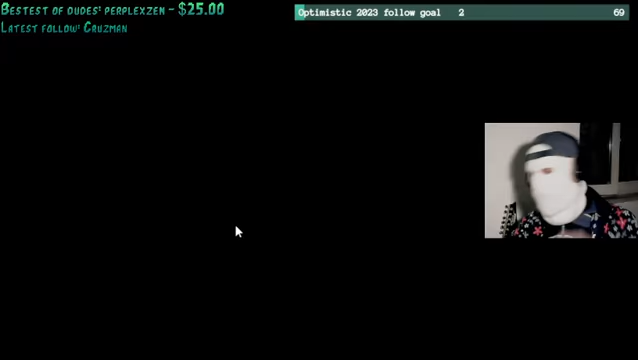 Bestest of dudes: perplexzen - $25.00
Optimistic 2023 follow goal 2 69
Latest follow: Cruzman